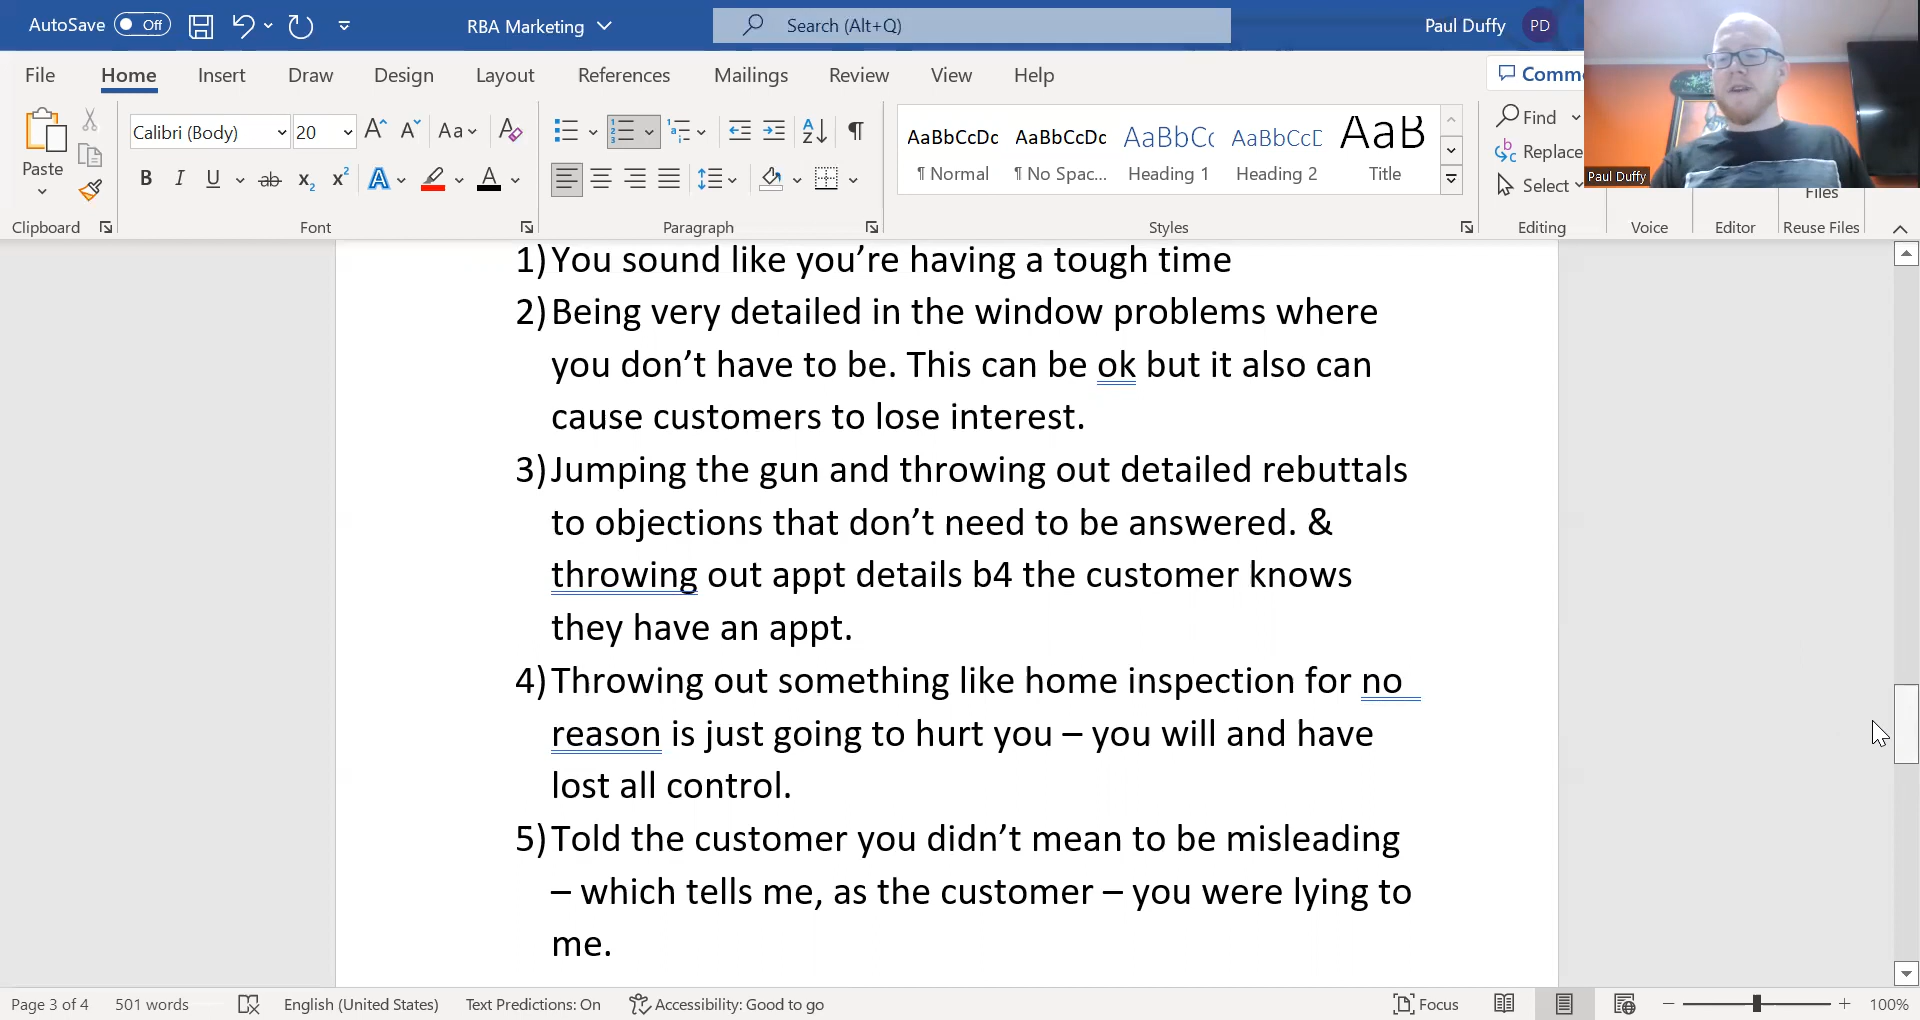 AutoSave Off
RBA Marketing
Search (Alt+Q)
Paul Duffy PD
File Home Insert Draw Design Layout References Mailings Review View Help
Comm
Calibri (Body) 20
Aa
Paste
AaBbCcDc AaBbCcDc AaBbC AaBbCcD AaB
¶ Normal ¶ No Spac... Heading 1 Heading 2 Title
Find
Replace
Select
Paul Duffy
Files
Clipboard Font Paragraph Styles Editing Voice Editor Reuse Files
1) You sound like you’re having a tough time
2) Being very detailed in the window problems where
you don’t have to be. This can be ok but it also can
cause customers to lose interest.
3) Jumping the gun and throwing out detailed rebuttals
to objections that don’t need to be answered. &
throwing out appt details b4 the customer knows
they have an appt.
4) Throwing out something like home inspection for no
reason is just going to hurt you – you will and have
lost all control.
5) Told the customer you didn’t mean to be misleading
– which tells me, as the customer – you were lying to
me.
Page 3 of 4 501 words English (United States) Text Predictions: On Accessibility: Good to go Focus 100%